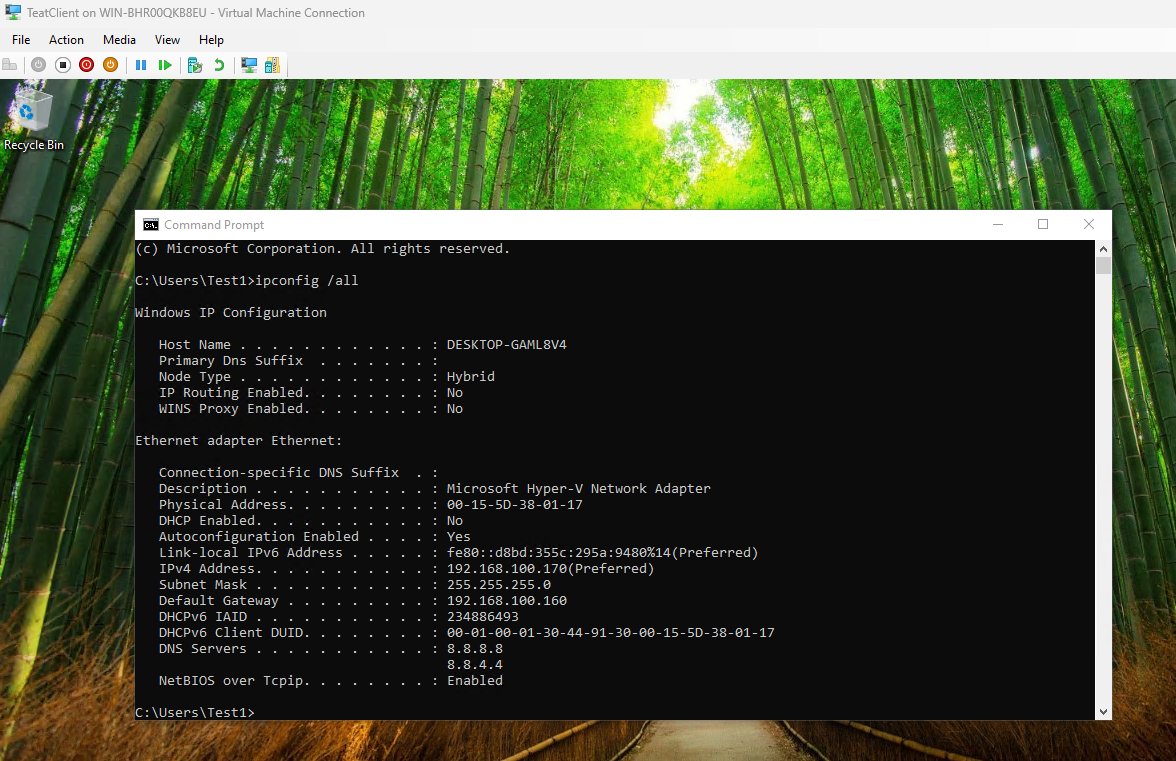 TeatClient on WIN-BHR00QKB8EU - Virtual Machine Connection
File Action Media View Help
Recycle Bin
Command Prompt
(c) Microsoft Corporation. All rights reserved.
C:\Users\Test1>ipconfig /all
Windows IP Configuration
Host Name . . . . . . . . . . . . : DESKTOP-GAML8V4
Primary Dns Suffix  . . . . . . . :
Node Type . . . . . . . . . . . . : Hybrid
IP Routing Enabled. . . . . . . . : No
WINS Proxy Enabled. . . . . . . . : No
Ethernet adapter Ethernet:
Connection-specific DNS Suffix  . :
Description . . . . . . . . . . . : Microsoft Hyper-V Network Adapter
Physical Address. . . . . . . . . : 00-15-5D-38-01-17
DHCP Enabled. . . . . . . . . . . : No
Autoconfiguration Enabled . . . . : Yes
Link-local IPv6 Address . . . . . : fe80::d8bd:355c:295a:9480%14(Preferred)
IPv4 Address. . . . . . . . . . . : 192.168.100.170(Preferred)
Subnet Mask . . . . . . . . . . . : 255.255.255.0
Default Gateway . . . . . . . . . : 192.168.100.160
DHCPv6 IAID . . . . . . . . . . . : 234886493
DHCPv6 Client DUID. . . . . . . . : 00-01-00-01-30-44-91-30-00-15-5D-38-01-17
DNS Servers . . . . . . . . . . . : 8.8.8.8
8.8.4.4
NetBIOS over Tcpip. . . . . . . . : Enabled
C:\Users\Test1>